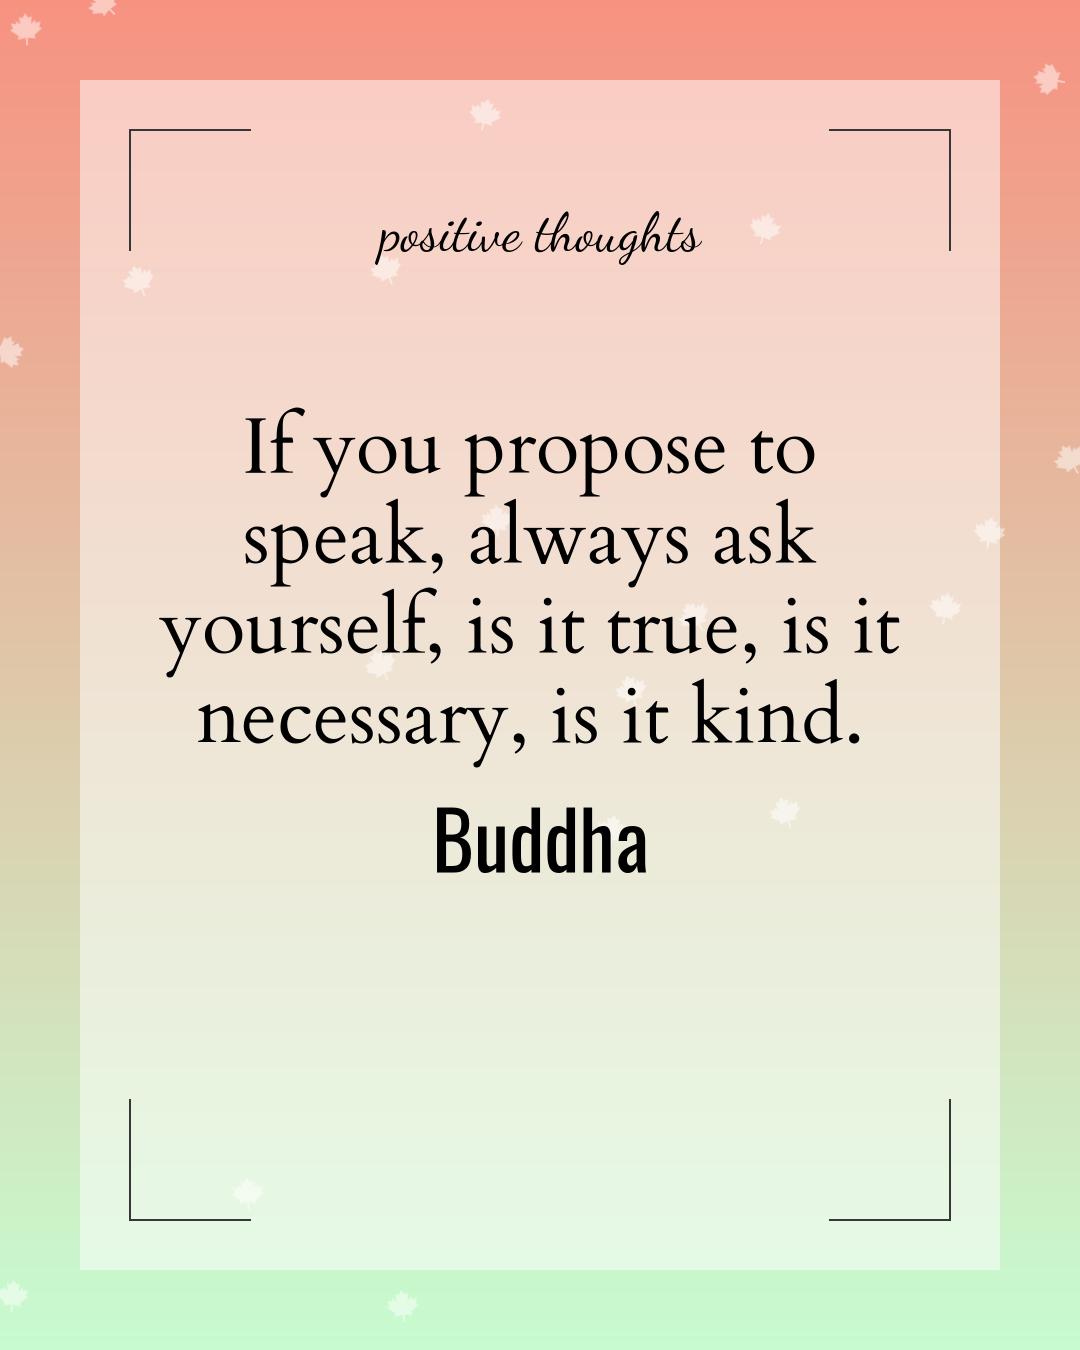 positive thoughts
If you propose to
speak, always ask
yourself, is it true, is it
necessary, is it kind.
Buddha